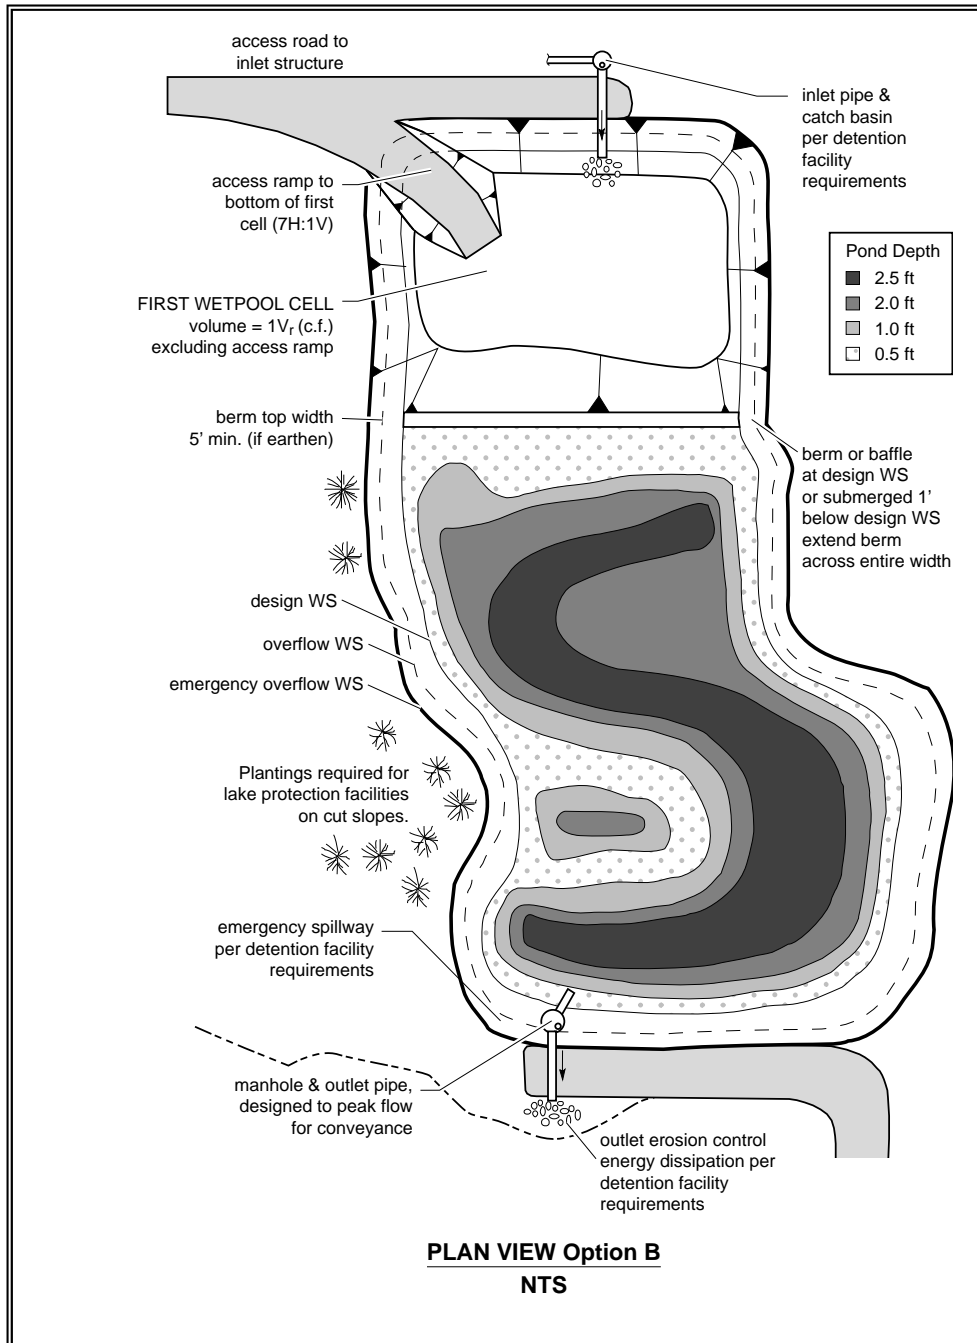 access road to
inlet structure
inlet pipe &
catch basin
per detention
facility
requirements
access ramp to
bottom of first
cell (7H:1V)
Pond Depth
2.5 ft
2.0 ft
1.0 ft
0.5 ft
FIRST WETPOOL CELL
volume = 1Vr (c.f.)
excluding access ramp
berm top width
5' min. (if earthen)
berm or baffle
at design WS
or submerged 1'
below design WS
extend berm
across entire width
design WS
overflow WS
emergency overflow WS
Plantings required for
lake protection facilities
on cut slopes.
emergency spillway
per detention facility
requirements
manhole & outlet pipe,
designed to peak flow
for conveyance
outlet erosion control
energy dissipation per
detention facility
requirements
PLAN VIEW Option B
NTS